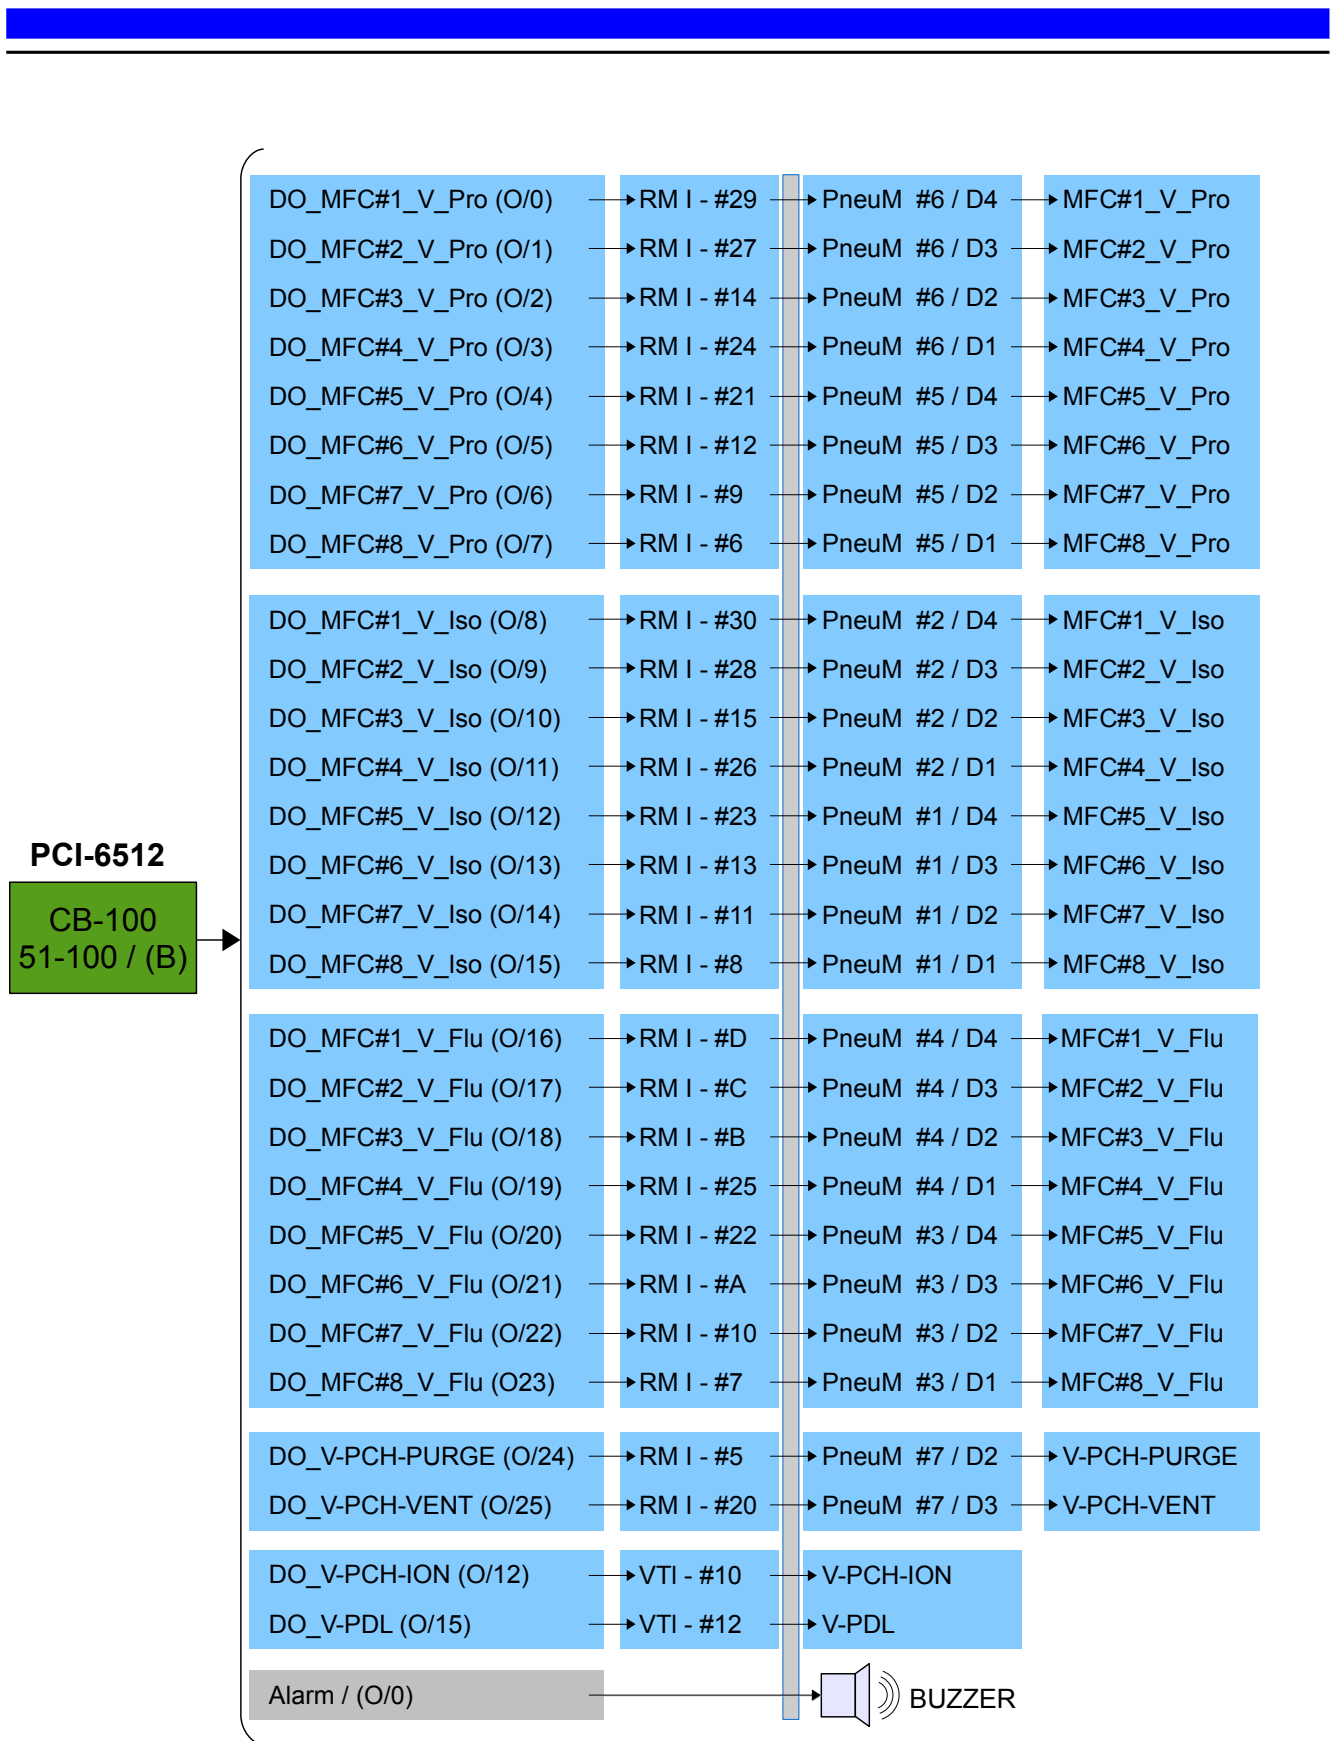 DO_MFC#1_V_Pro (O/0) RM I - #29 PneuM #6 / D4 MFC#1_V_Pro
DO_MFC#2_V_Pro (O/1) RM I - #27 PneuM #6 / D3 MFC#2_V_Pro
DO_MFC#3_V_Pro (O/2) RM I - #14 PneuM #6 / D2 MFC#3_V_Pro
DO_MFC#4_V_Pro (O/3) RM I - #24 PneuM #6 / D1 MFC#4_V_Pro
DO_MFC#5_V_Pro (O/4) RM I - #21 PneuM #5 / D4 MFC#5_V_Pro
DO_MFC#6_V_Pro (O/5) RM I - #12 PneuM #5 / D3 MFC#6_V_Pro
DO_MFC#7_V_Pro (O/6) RM I - #9 PneuM #5 / D2 MFC#7_V_Pro
DO_MFC#8_V_Pro (O/7) RM I - #6 PneuM #5 / D1 MFC#8_V_Pro
DO_MFC#1_V_Iso (O/8) RM I - #30 PneuM #2 / D4 MFC#1_V_Iso
DO_MFC#2_V_Iso (O/9) RM I - #28 PneuM #2 / D3 MFC#2_V_Iso
DO_MFC#3_V_Iso (O/10) RM I - #15 PneuM #2 / D2 MFC#3_V_Iso
DO_MFC#4_V_Iso (O/11) RM I - #26 PneuM #2 / D1 MFC#4_V_Iso
DO_MFC#5_V_Iso (O/12) RM I - #23 PneuM #1 / D4 MFC#5_V_Iso
PCI-6512
DO_MFC#6_V_Iso (O/13) RM I - #13 PneuM #1 / D3 MFC#6_V_Iso
CB-100
DO_MFC#7_V_Iso (O/14) RM I - #11 PneuM #1 / D2 MFC#7_V_Iso
51-100 / (B)
DO_MFC#8_V_Iso (O/15) RM I - #8 PneuM #1 / D1 MFC#8_V_Iso
DO_MFC#1_V_Flu (O/16) RM I - #D PneuM #4 / D4 MFC#1_V_Flu
DO_MFC#2_V_Flu (O/17) RM I - #C PneuM #4 / D3 MFC#2_V_Flu
DO_MFC#3_V_Flu (O/18) RM I - #B PneuM #4 / D2 MFC#3_V_Flu
DO_MFC#4_V_Flu (O/19) RM I - #25 PneuM #4 / D1 MFC#4_V_Flu
DO_MFC#5_V_Flu (O/20) RM I - #22 PneuM #3 / D4 MFC#5_V_Flu
DO_MFC#6_V_Flu (O/21) RM I - #A PneuM #3 / D3 MFC#6_V_Flu
DO_MFC#7_V_Flu (O/22) RM I - #10 PneuM #3 / D2 MFC#7_V_Flu
DO_MFC#8_V_Flu (O23) RM I - #7 PneuM #3 / D1 MFC#8_V_Flu
DO_V-PCH-PURGE (O/24) RM I - #5 PneuM #7 / D2 V-PCH-PURGE
DO_V-PCH-VENT (O/25) RM I - #20 PneuM #7 / D3 V-PCH-VENT
DO_V-PCH-ION (O/12) VTI - #10 V-PCH-ION
DO_V-PDL (O/15) VTI - #12 V-PDL
Alarm / (O/0) BUZZER